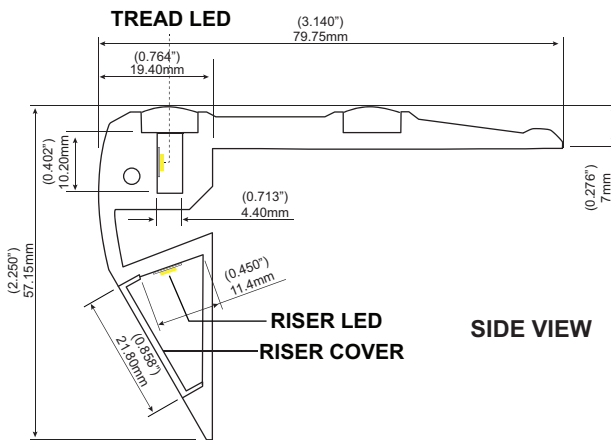 TREAD LED
(3.140")
79.75mm
(0.764")
19.40mm
(0.402")
10.20mm
(0.713")
4.40mm
(0.276")
7mm
(2.250")
57.15mm
(0.450")
11.4mm
(0.858")
21.80mm
RISER LED
RISER COVER
SIDE VIEW